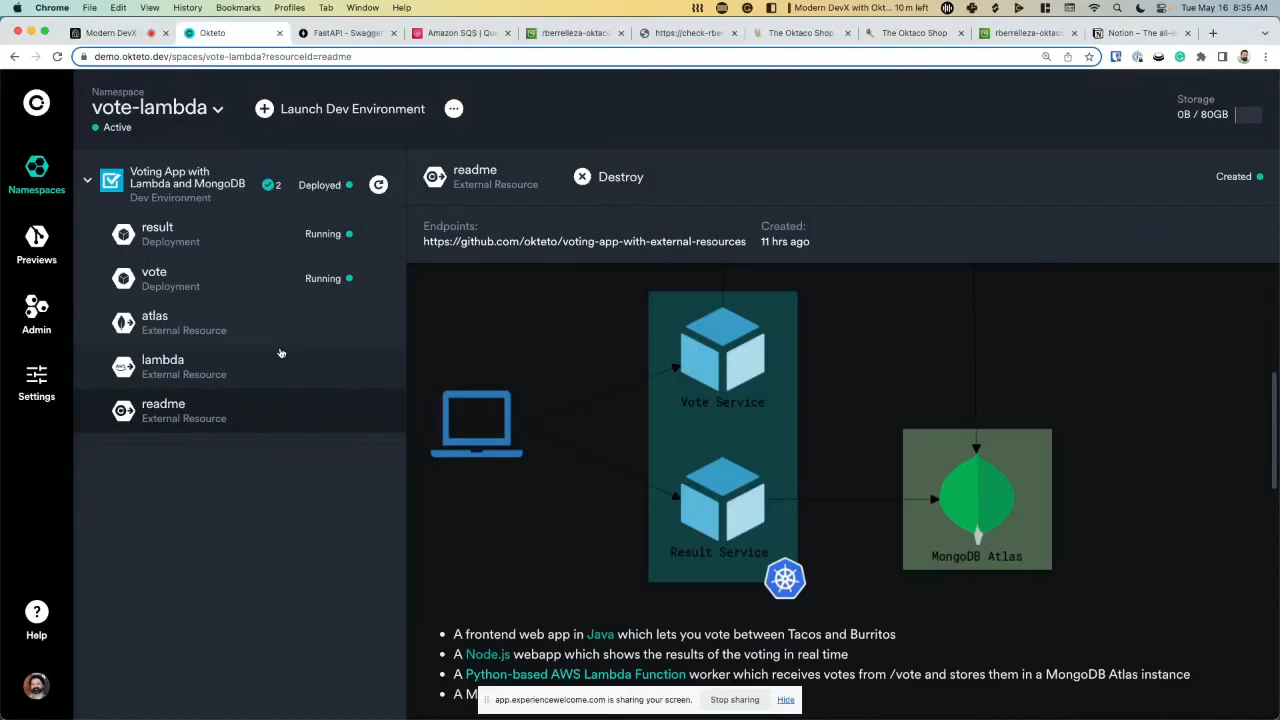 Chrome File Edit View History Bookmarks Profiles Tab Window Help
Modern DevX with Okt... 10 m left
Tue May 16 8:35 AM
Modern DevX
Okteto
FastAPI - Swagge
Amazon SQS | Qu
rberrelleza-oktac
https://check-rbe
The Oktaco Shop
The Oktaco Shop
rberrelleza-oktac
Notion – The all-i
demo.okteto.dev/spaces/vote-lambda?resourceId=readme
Namespace
vote-lambda
Active
Launch Dev Environment
Storage
0B / 80GB
Namespaces
Previews
Admin
Settings
Help
Voting App with
Lambda and MongoDB
Dev Environment
2
Deployed
result
Deployment
Running
vote
Deployment
Running
atlas
External Resource
lambda
External Resource
readme
External Resource
readme
External Resource
Destroy
Created
Endpoints:
https://github.com/okteto/voting-app-with-external-resources
Created:
11 hrs ago
Vote Service
Result Service
MongoDB Atlas
A frontend web app in Java which lets you vote between Tacos and Burritos
A Node.js webapp which shows the results of the voting in real time
A Python-based AWS Lambda Function worker which receives votes from /vote and stores them in a MongoDB Atlas instance
A M
app.experiencewelcome.com is sharing your screen.
Stop sharing
Hide